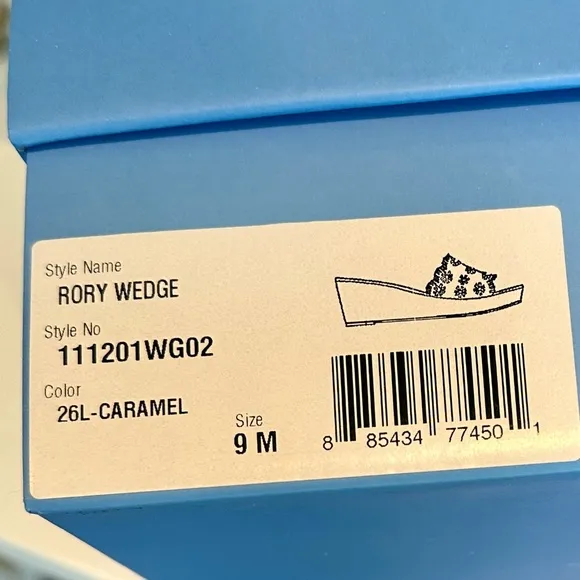 Style Name
RORY WEDGE
Style No
111201WG02
Color
26L-CARAMEL
Size
9 M
8 85434 77450 1